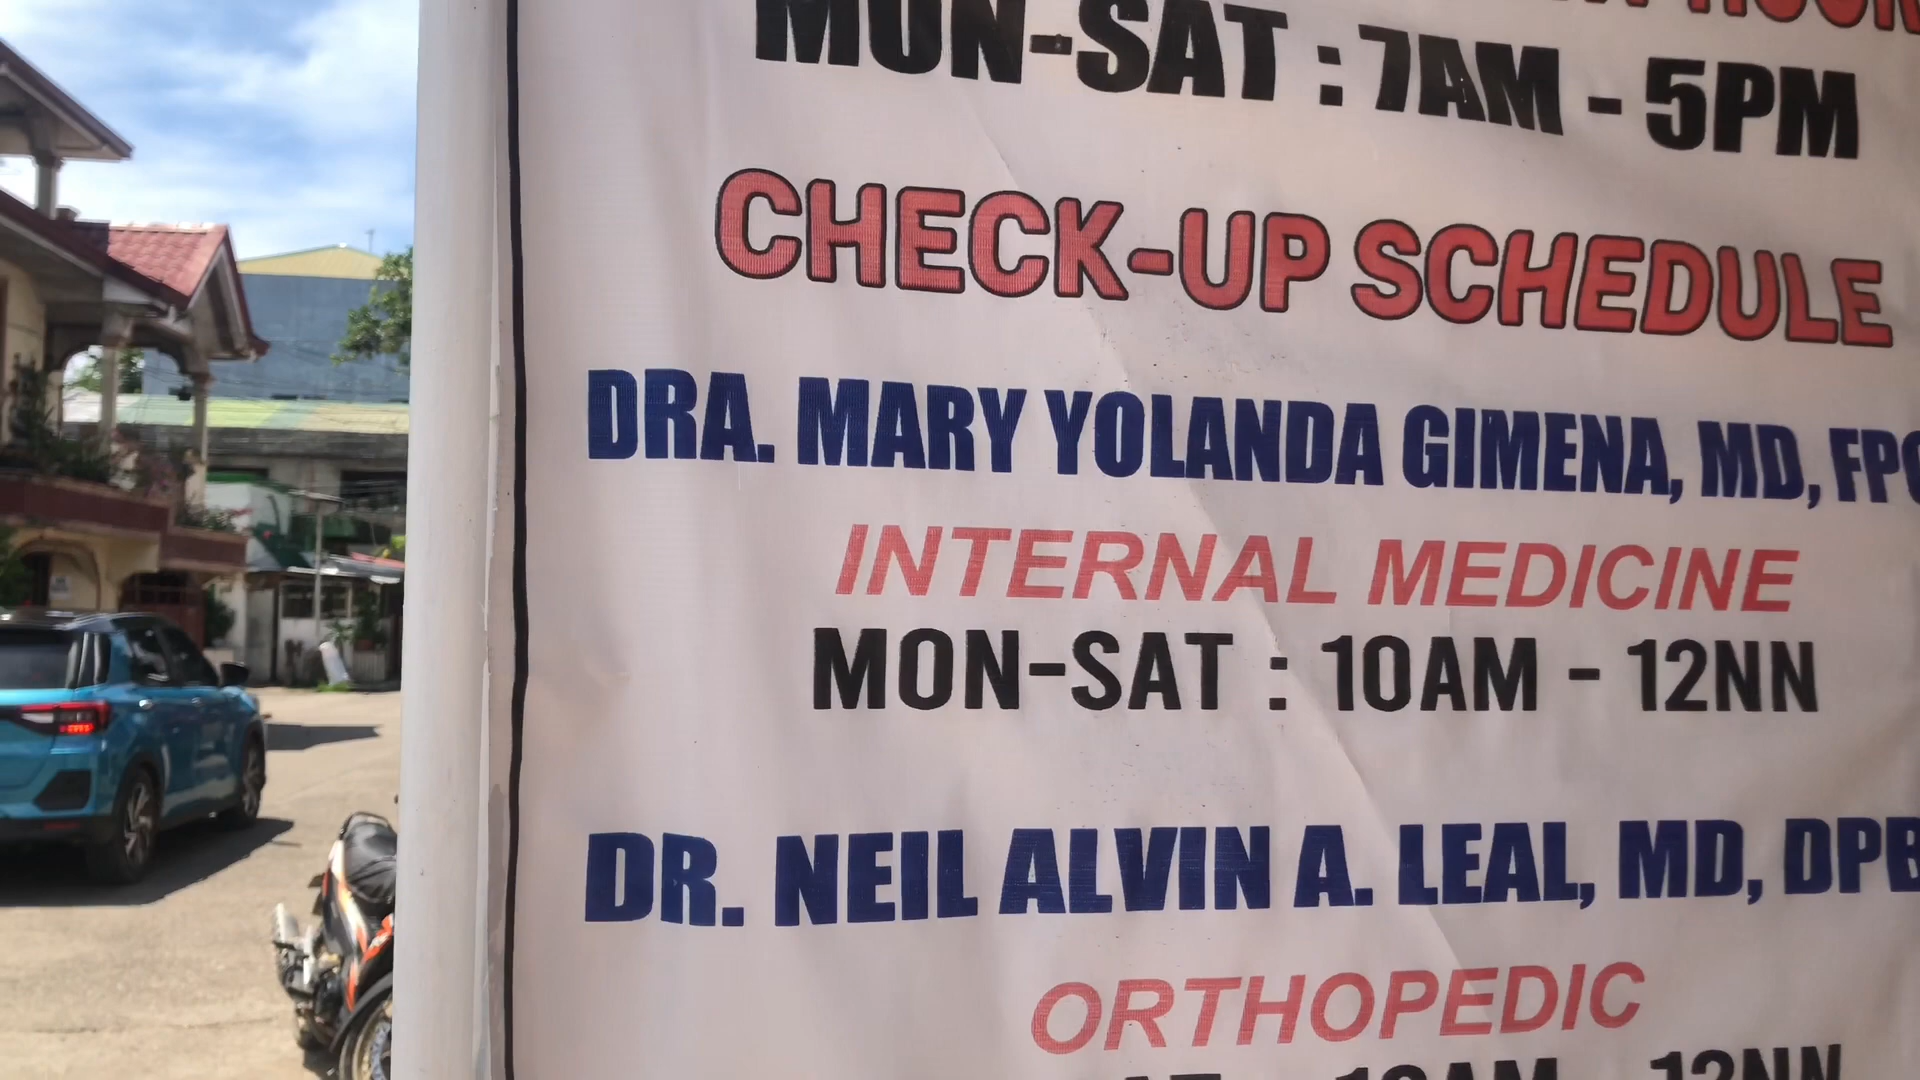 MON-SAT : 7AM - 5PM
CHECK-UP SCHEDULE
DRA. MARY YOLANDA GIMENA, MD,
INTERNAL MEDICINE
MON-SAT : 10AM - 12NN
DR. NEIL ALVIN A. LEAL, MD,
ORTHOPEDIC
12NN